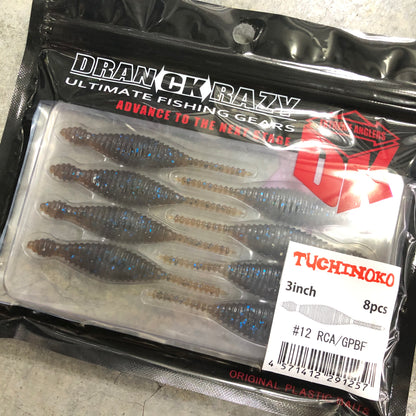 DRANCKRAZY
ULTIMATE FISHING GEARS
ADVANCE TO THE NEXT STAGE
ANGLERS
TUCHINOKO
3inch 8pcs
#12 RCA/GPBF
4 571412 291257
ORIGINAL PLASTIC